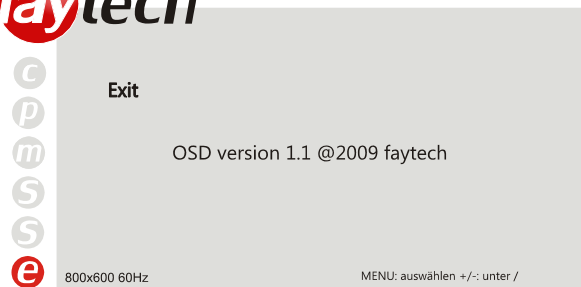 faytech
c
Exit
p
m
OSD version 1.1 @2009 faytech
S
S
e
800x600 60Hz
MENU: auswählen +/-: unter /